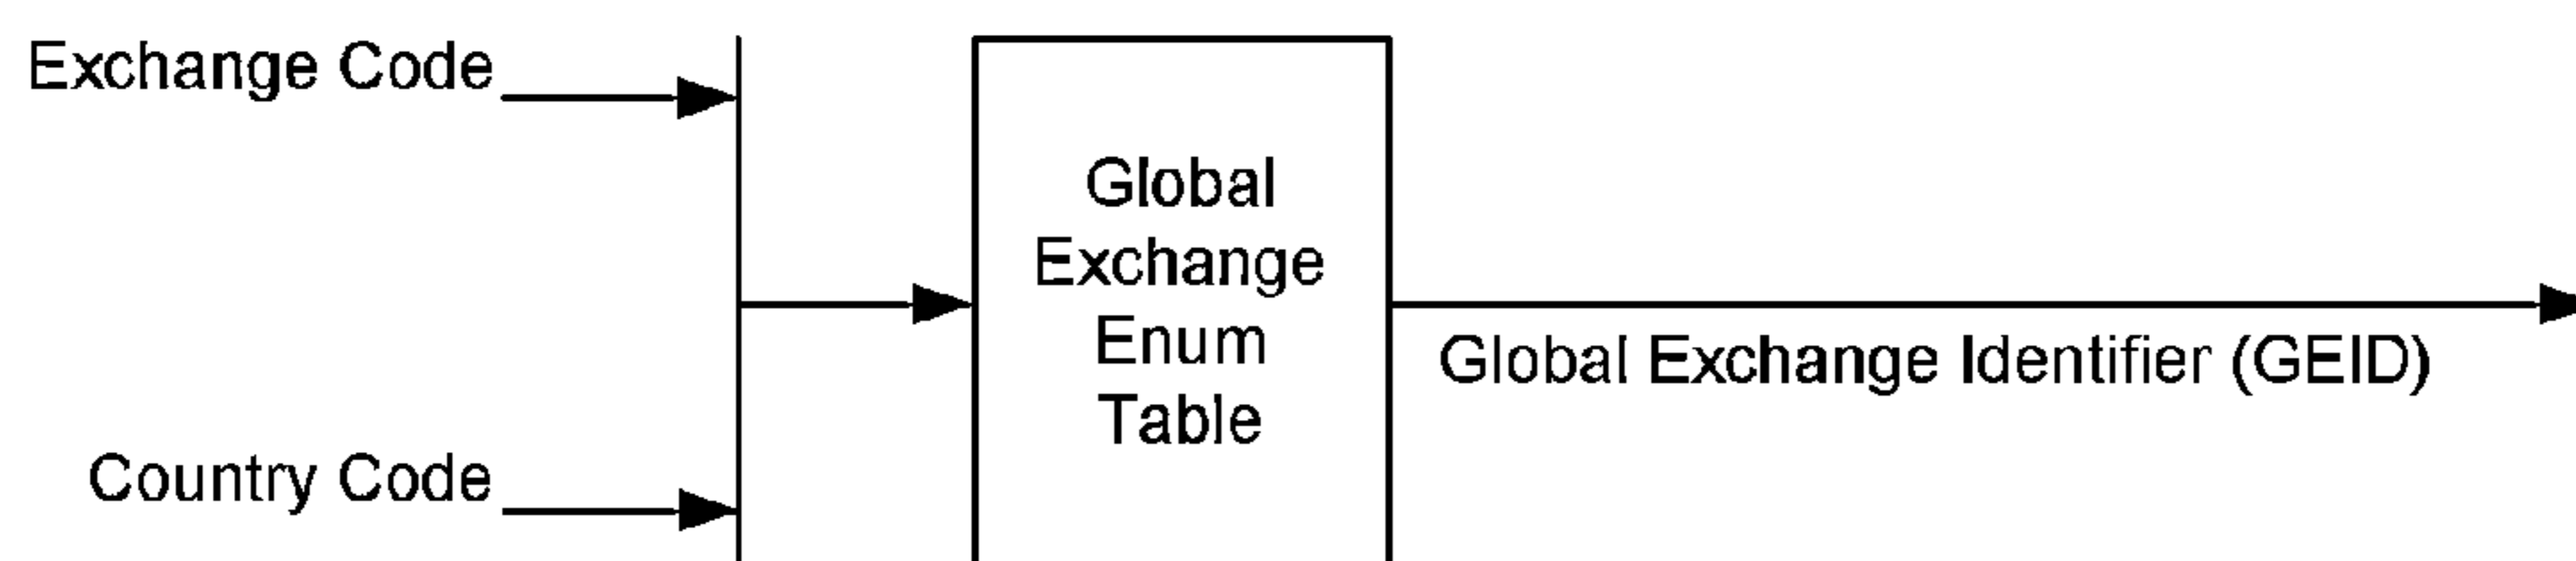 Exchange Code
Global
Exchange
Enum
Table
Global Exchange Identifier (GEID)
Country Code